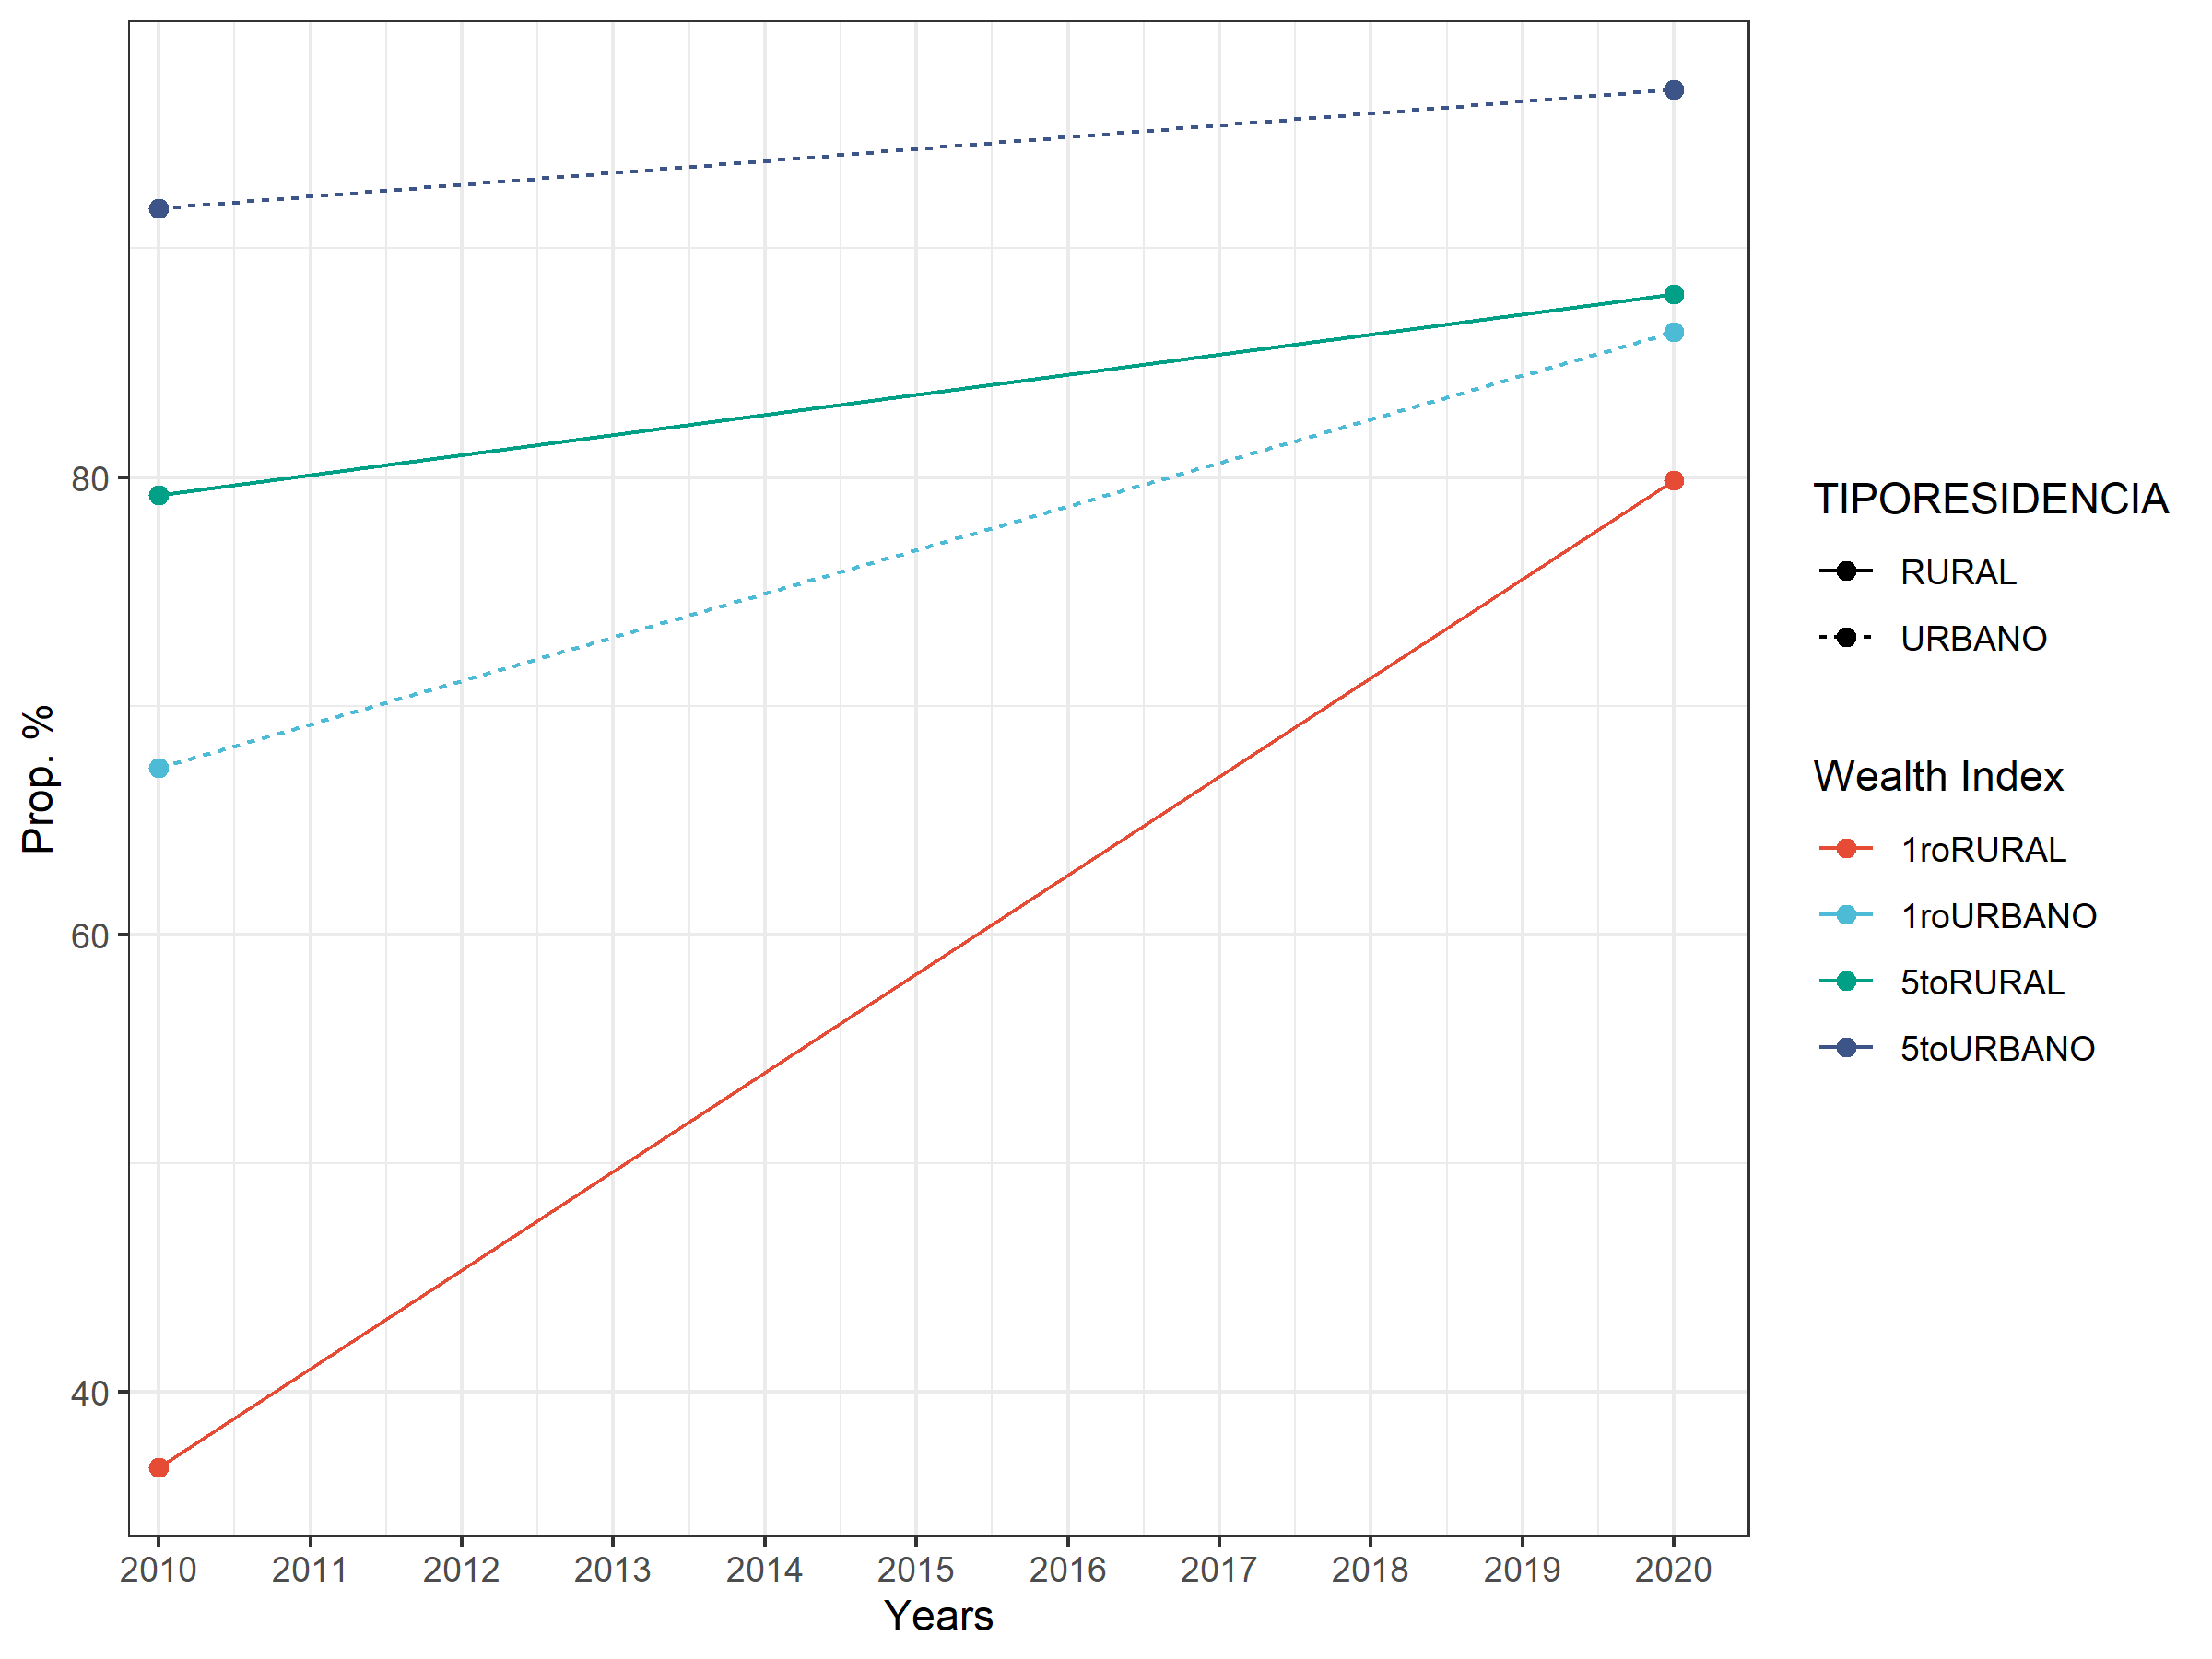 80
60
40
Prop. %
2010 2011 2012 2013 2014 2015 2016 2017 2018 2019 2020
Years
TIPORESIDENCIA
RURAL
URBANO
Wealth Index
1roRURAL
1roURBANO
5toRURAL
5toURBANO